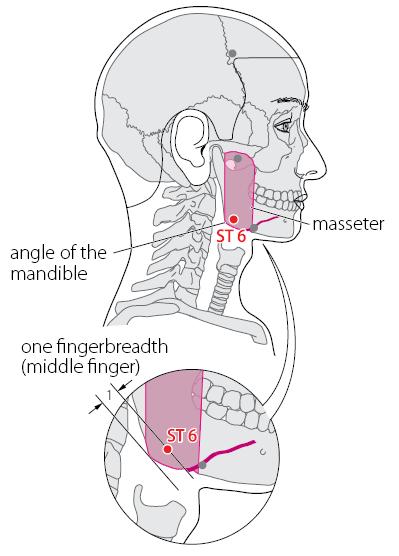 masseter
ST 6
angle of the
mandible
one fingerbreadth
(middle finger)
1
ST 6